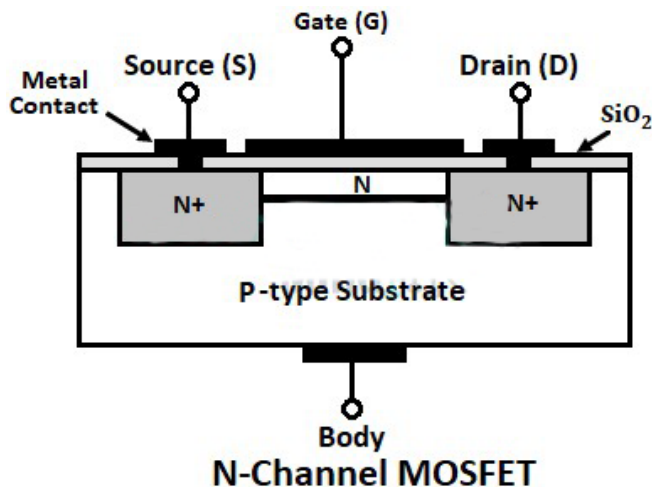 Gate (G)
Source (S)
Drain (D)
Metal
Contact
SiO₂
N
N+
N+
P-type Substrate
Body
N-Channel MOSFET